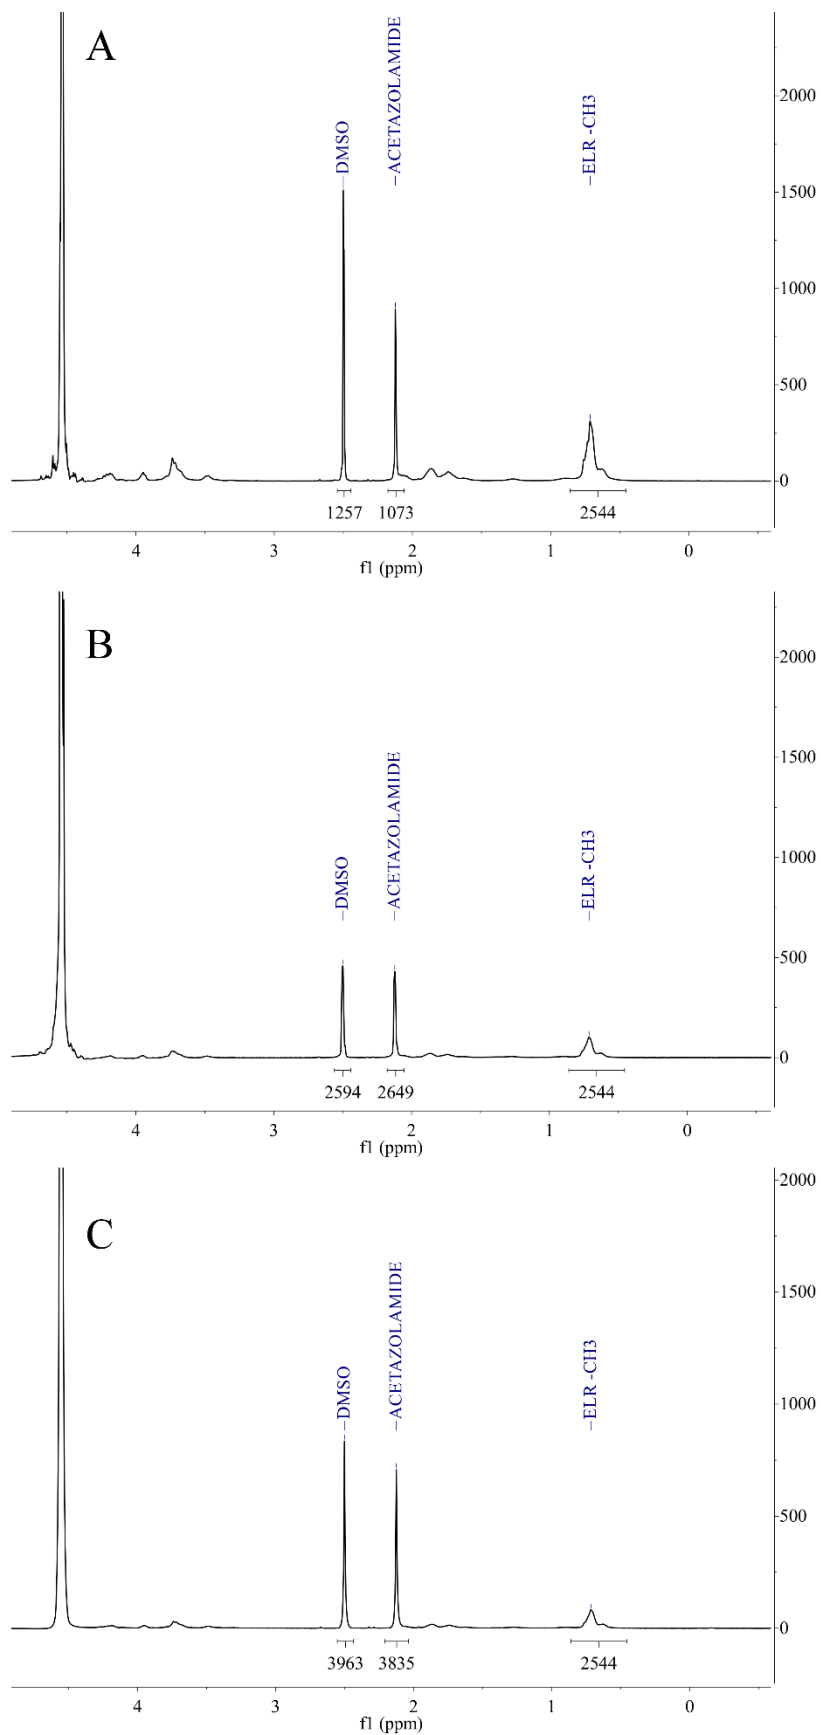 A
DMSO
ACETAZOLAMIDE
ELR -CH3
2000
1500
1000
500
0
1257 1073 2544
4 3 2 1 0
f1 (ppm)
B
DMSO
ACETAZOLAMIDE
ELR -CH3
2000
1500
1000
500
0
2594 2649 2544
4 3 2 1 0
f1 (ppm)
C
DMSO
ACETAZOLAMIDE
ELR -CH3
2000
1500
1000
500
0
3963 3835 2544
4 3 2 1 0
f1 (ppm)